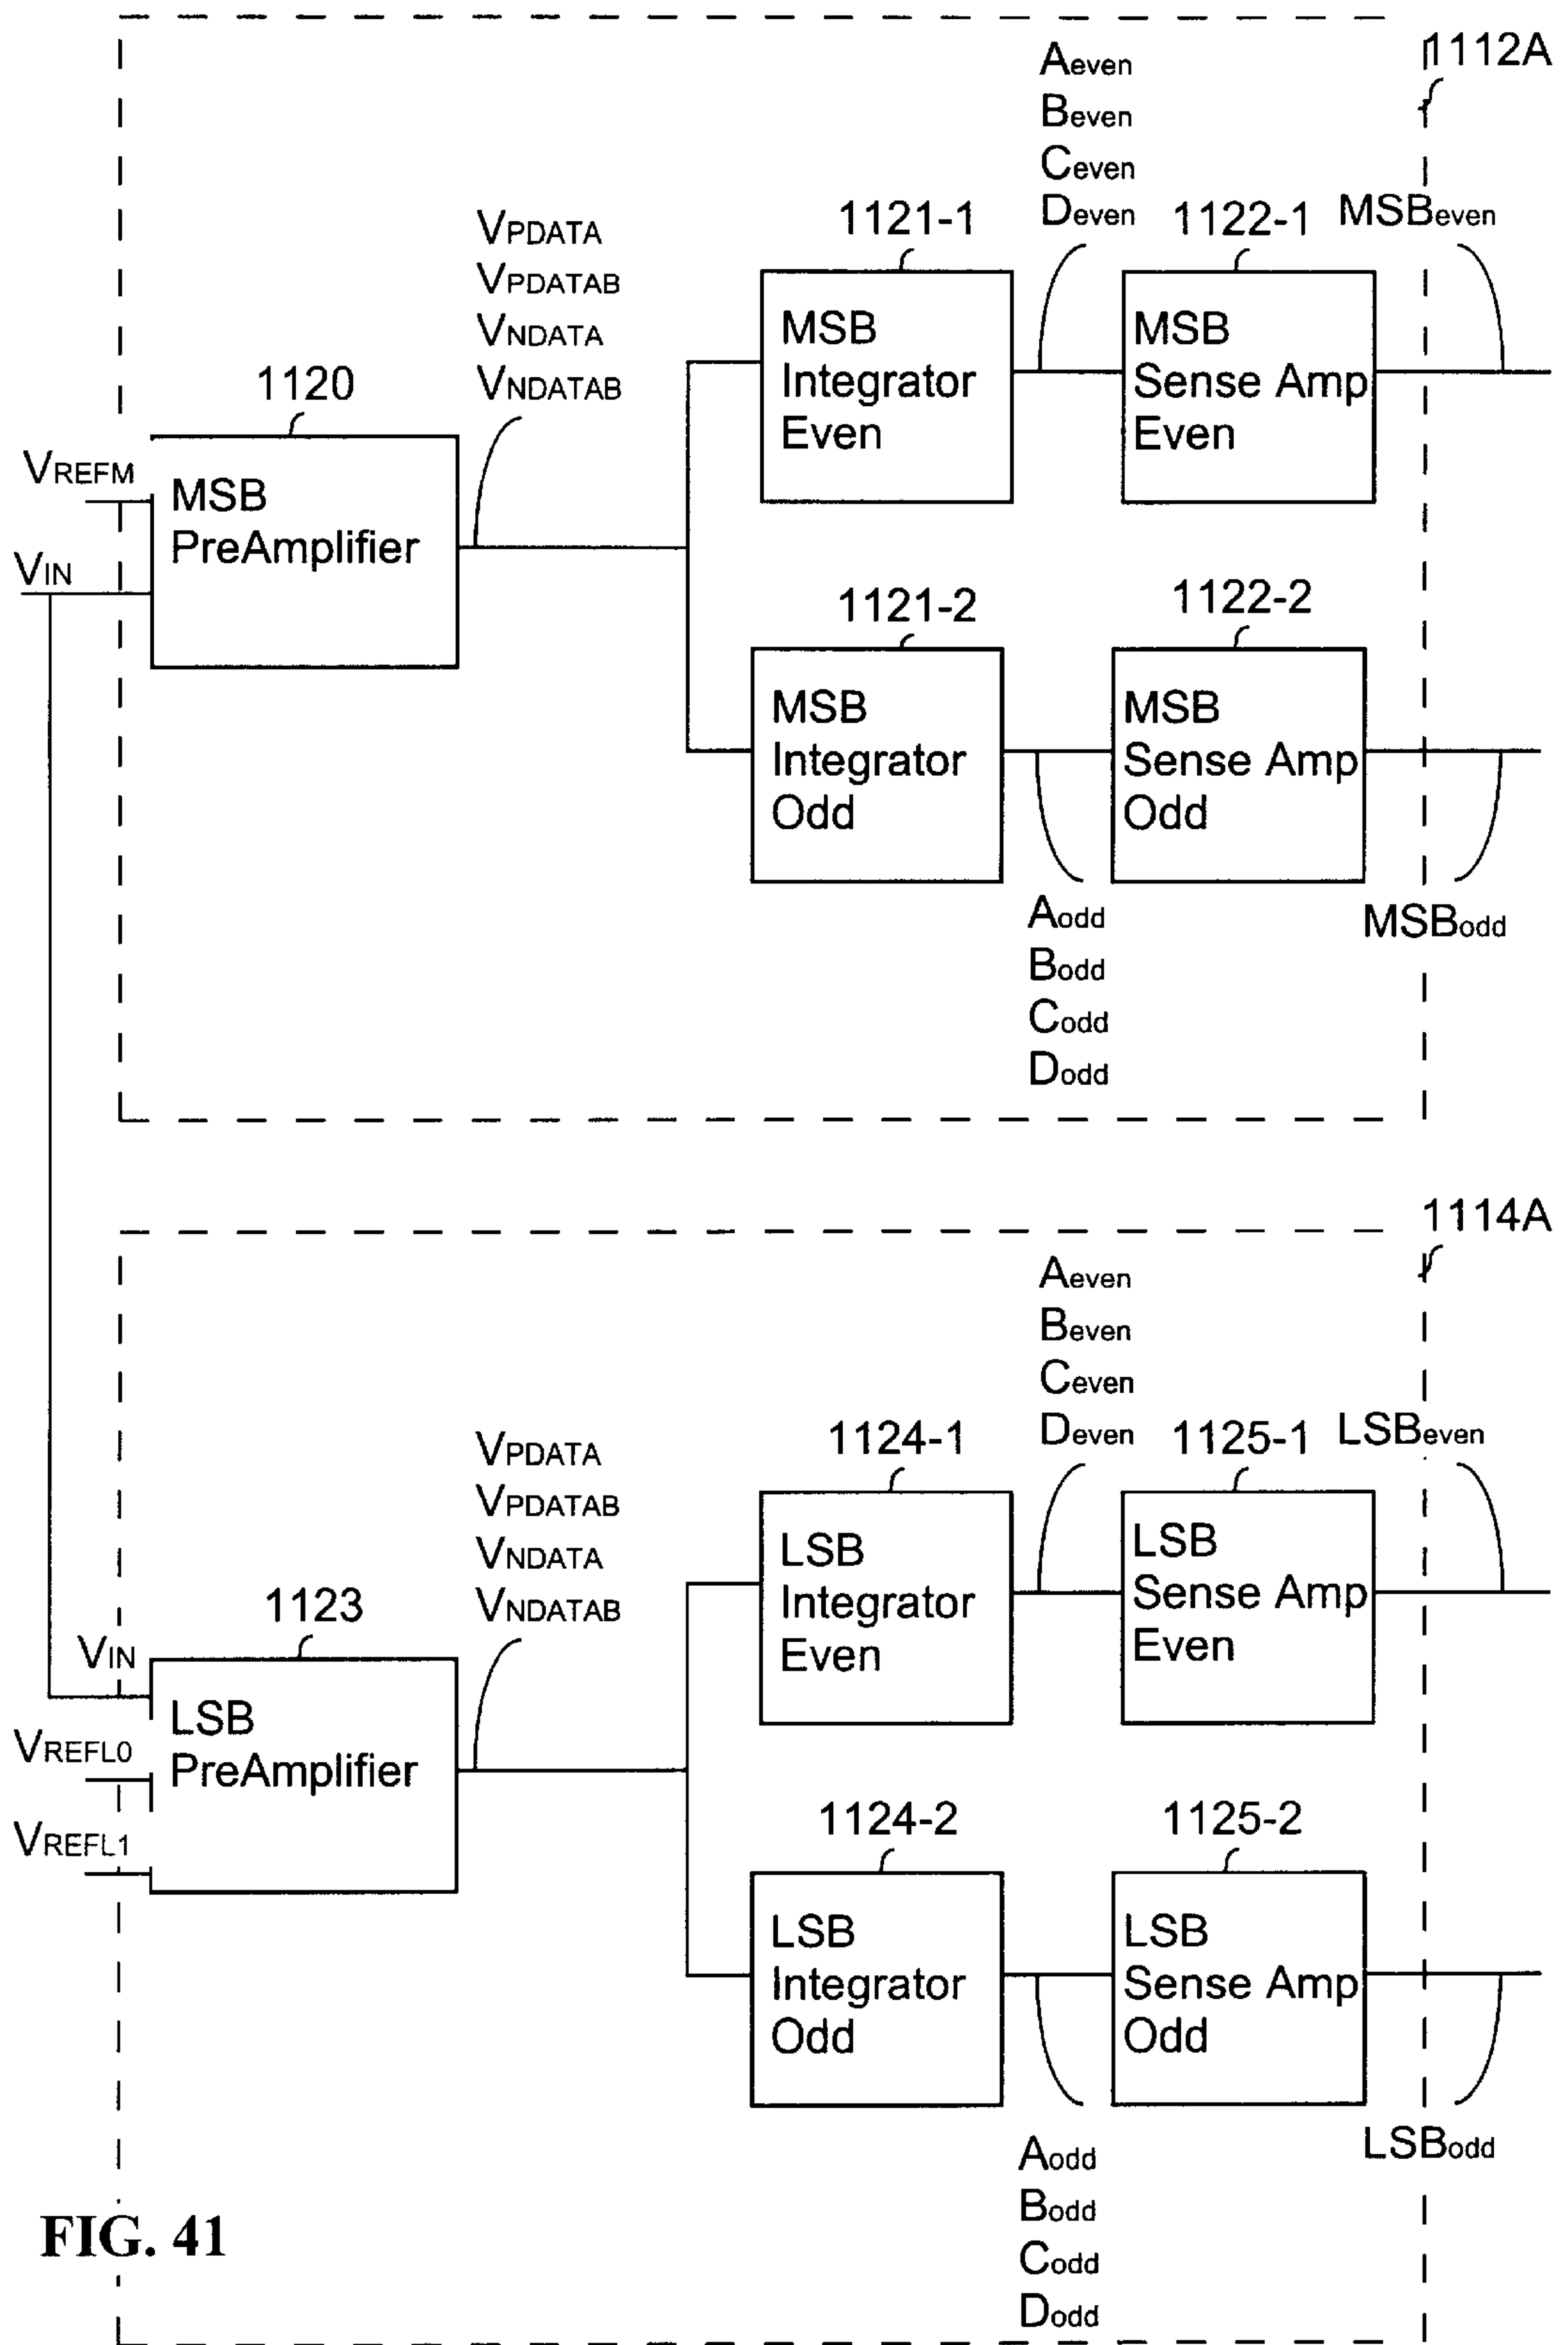 1112A
Aeven
Beven
Ceven
Deven
1121-1
1122-1
MSBeven
VPDATA
VPDATAB
VNDATA
VNDATAB
1120
MSB
Integrator
Even
MSB
Sense Amp
Even
VREFM
VIN
MSB
PreAmplifier
1121-2
1122-2
MSB
Integrator
Odd
MSB
Sense Amp
Odd
Aodd
Bodd
Codd
Dodd
MSBodd
1114A
Aeven
Beven
Ceven
Deven
1124-1
1125-1
LSBeven
VPDATA
VPDATAB
VNDATA
VNDATAB
1123
LSB
Integrator
Even
LSB
Sense Amp
Even
VIN
VREFL0
VREFL1
LSB
PreAmplifier
1124-2
1125-2
LSB
Integrator
Odd
LSB
Sense Amp
Odd
Aodd
Bodd
Codd
Dodd
LSBodd
FIG. 41